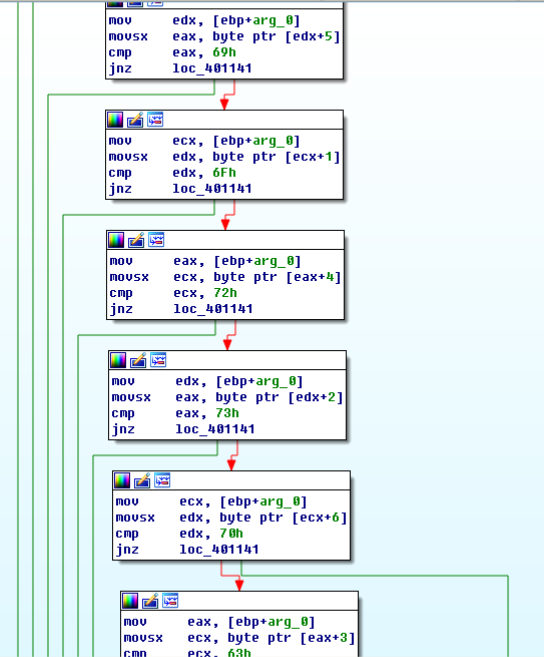 mov edx, [ebp+arg_0]
movsx eax, byte ptr [edx+5]
cmp eax, 69h
jnz loc_401141
mov ecx, [ebp+arg_0]
movsx edx, byte ptr [ecx+1]
cmp edx, 6Fh
jnz loc_401141
mov eax, [ebp+arg_0]
movsx ecx, byte ptr [eax+4]
cmp ecx, 72h
jnz loc_401141
mov edx, [ebp+arg_0]
movsx eax, byte ptr [edx+2]
cmp eax, 73h
jnz loc_401141
mov ecx, [ebp+arg_0]
movsx edx, byte ptr [ecx+6]
cmp edx, 70h
jnz loc_401141
mov eax, [ebp+arg_0]
movsx ecx, byte ptr [eax+3]
cmp ecx, 63h